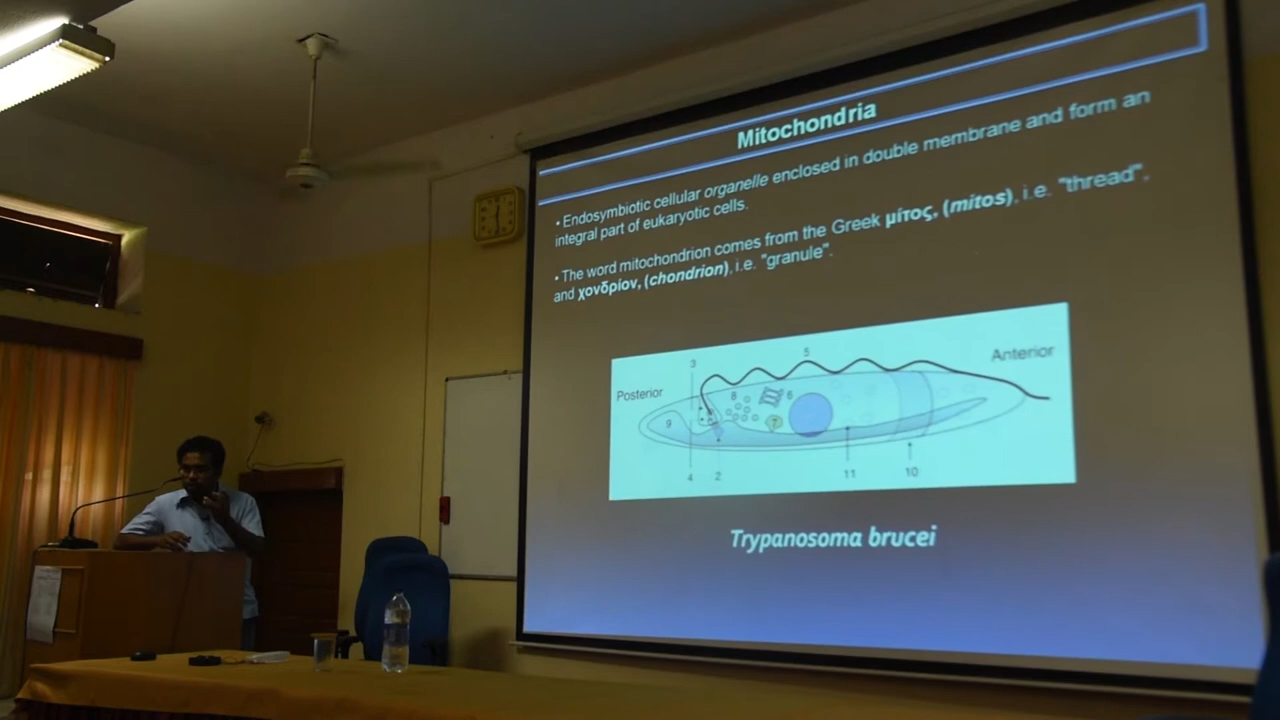 Mitochondria
• Endosymbiotic cellular organelle enclosed in double membrane and form an
integral part of eukaryotic cells.
• The word mitochondrion comes from the Greek μίτος, (mitos), i.e. "thread",
and χονδρίον, (chondrion), i.e. "granule".
Posterior
Anterior
3
5
8
6
7
9
4
2
11
10
Trypanosoma brucei